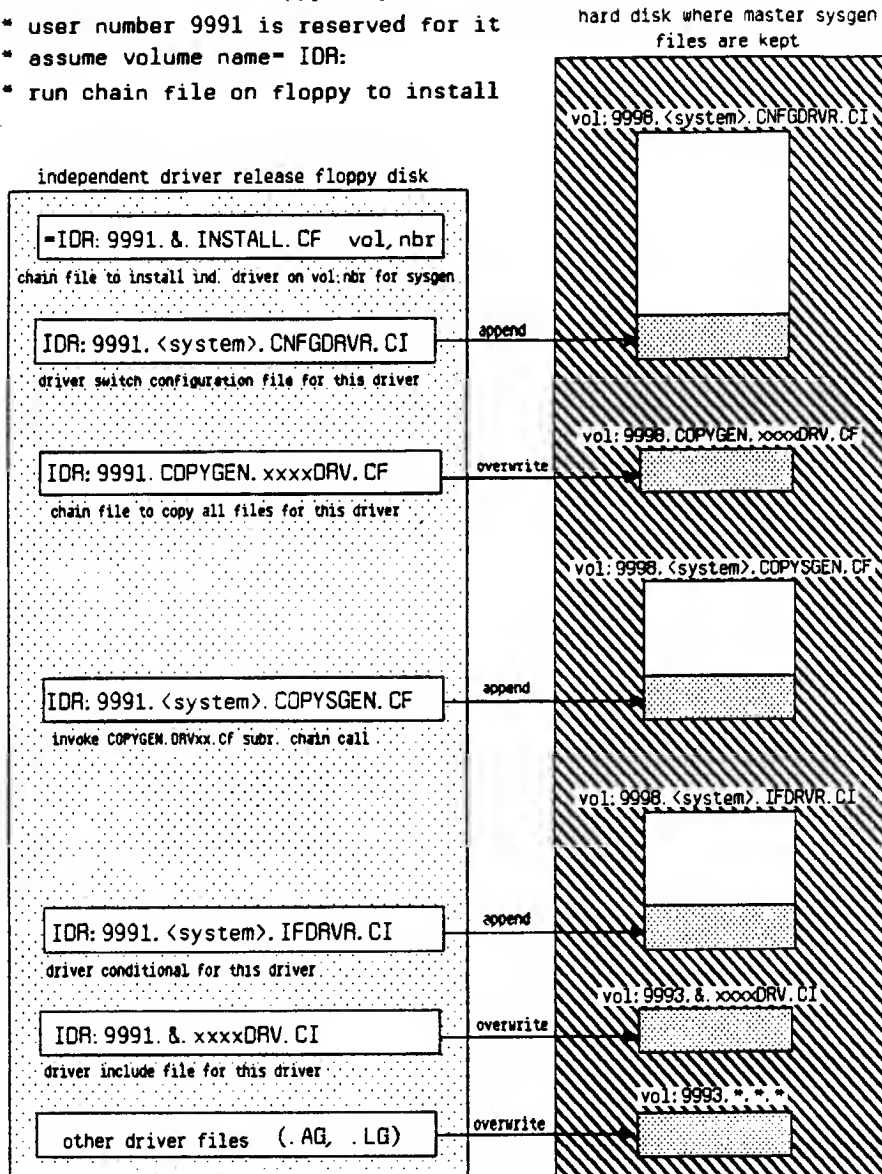 * user number 9991 is reserved for it
* assume volume name= IDR:
* run chain file on floppy to install
hard disk where master sysgen
files are kept
independent driver release floppy disk
=IDR:9991.&.INSTALL.CF vol,nbr
chain file to install ind. driver on vol:nbr for sysgen
IDR:9991.<system>.CNFGDRVR.CI
driver switch configuration file for this driver
append
vol:9998.<system>.CNFGDRVR.CI
IDR:9991.COPYGEN.xxxxDRV.CF
chain file to copy all files for this driver
overwrite
vol:9998.COPYGEN.xxxxDRV.CF
IDR:9991.<system>.COPYSGEN.CF
invoke COPYGEN.DRVxx.CF subr. chain call
append
vol:9998.<system>.COPYSGEN.CF
IDR:9991.<system>.IFDRVR.CI
driver conditional for this driver
append
vol:9998.<system>.IFDRVR.CI
IDR:9991.&.xxxxDRV.CI
driver include file for this driver
overwrite
vol:9993.&.xxxxDRV.CI
other driver files (.AG, .LG)
overwrite
vol:9993.*.*.*